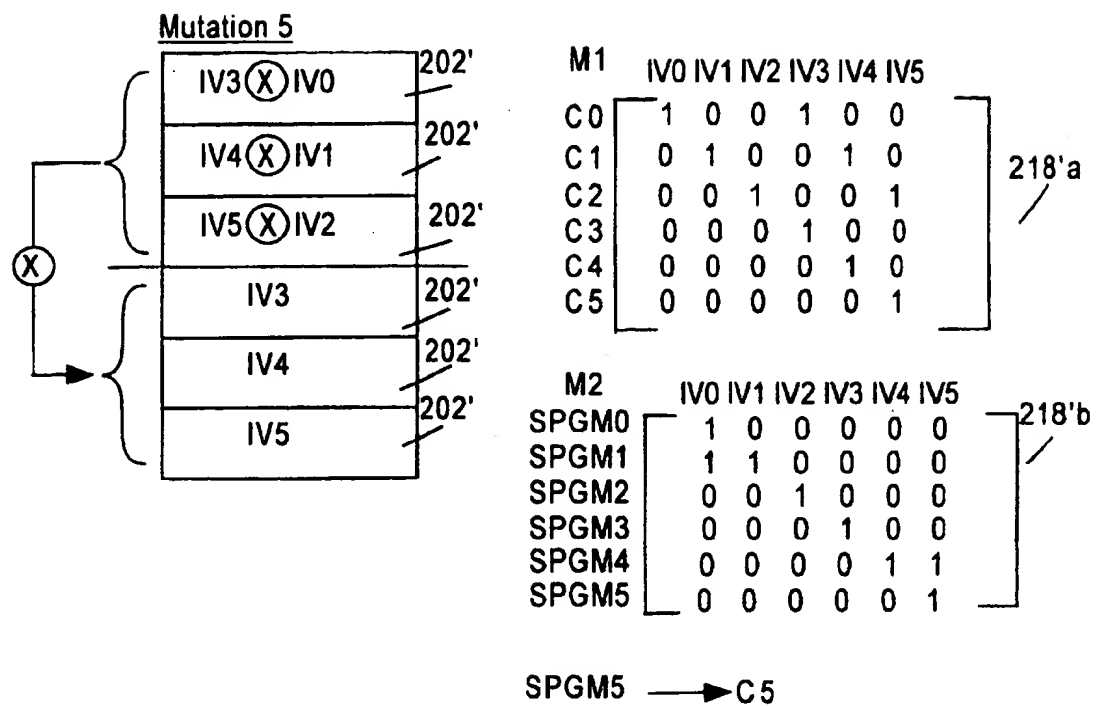 Mutation 5
IV3 Ⓧ IV0 202'
IV4 Ⓧ IV1 202'
IV5 Ⓧ IV2 202'
X
IV3 202'
IV4 202'
IV5 202'
M1 IV0 IV1 IV2 IV3 IV4 IV5
C0 1 0 0 1 0 0
C1 0 1 0 0 1 0
C2 0 0 1 0 0 1
C3 0 0 0 1 0 0
C4 0 0 0 0 1 0
C5 0 0 0 0 0 1
218'a
M2 IV0 IV1 IV2 IV3 IV4 IV5
SPGM0 1 0 0 0 0 0
SPGM1 1 1 0 0 0 0
SPGM2 0 0 1 0 0 0
SPGM3 0 0 0 1 0 0
SPGM4 0 0 0 0 1 1
SPGM5 0 0 0 0 0 1
218'b
SPGM5 → C5